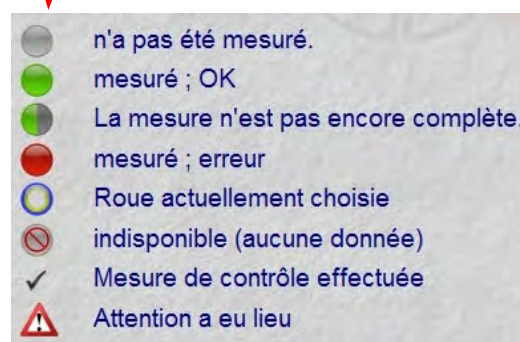 n'a pas été mesuré.
mesuré ; OK
La mesure n'est pas encore complète.
mesuré ; erreur
Roue actuellement choisie
indisponible (aucune donnée)
Mesure de contrôle effectuée
Attention a eu lieu